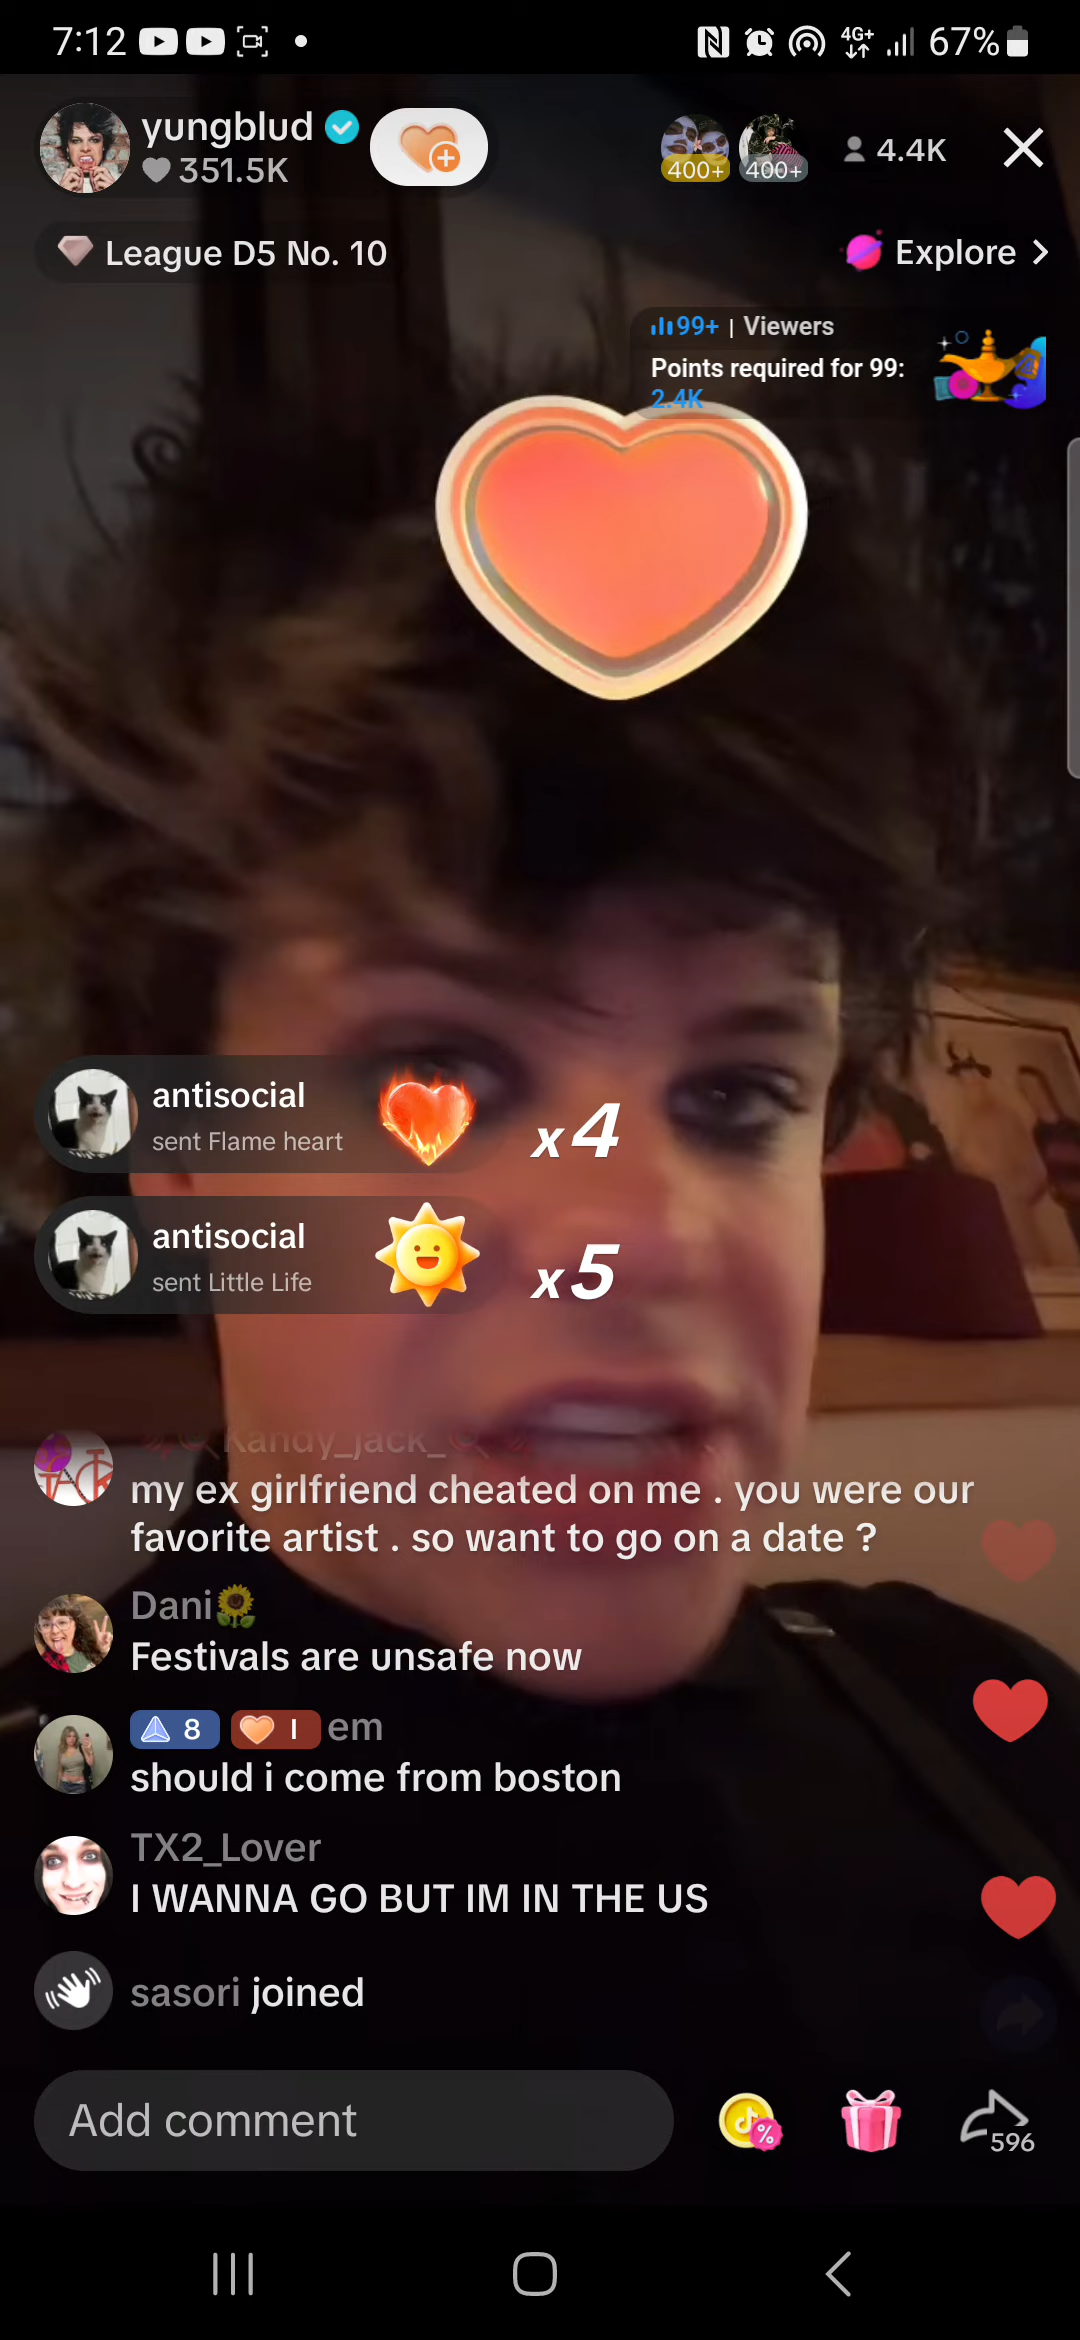 7:12
4G+
67%
yungblud
351.5K
400+
400+
4.4K
League D5 No. 10
Explore
99+ | Viewers
Points required for 99:
2.4K
antisocial
sent Flame heart
x4
antisocial
sent Little Life
x5
Kandy_jack_
my ex girlfriend cheated on me . you were our
favorite artist . so want to go on a date ?
Dani🌻
Festivals are unsafe now
8 I em
should i come from boston
TX2_Lover
I WANNA GO BUT IM IN THE US
sasori joined
Add comment
%
596